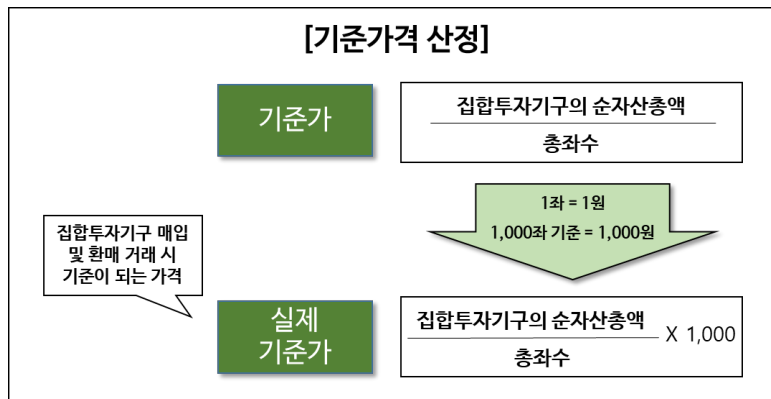 [기준가격 산정]
기준가
집합투자기구의 순자산총액
총좌수
1좌 = 1원
1,000좌 기준 = 1,000원
집합투자기구 매입
및 환매 거래 시
기준이 되는 가격
실제
기준가
집합투자기구의 순자산총액
총좌수
X 1,000